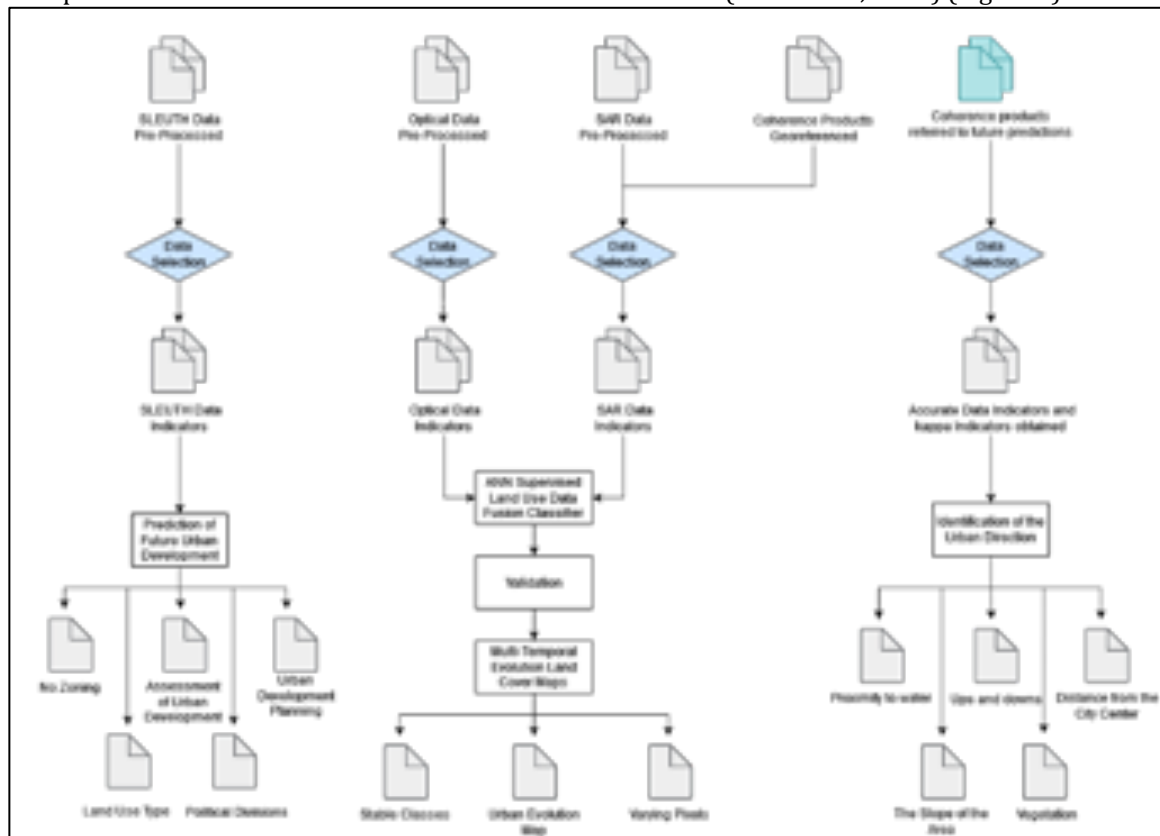 SLEUTH Data
Pre-Processed
Optical Data
Pre-Processed
SAR Data
Pre-Processed
Coherence Products
Georeferenced
Coherence products
referred to future predictions
Data
Selection
Data
Selection
Data
Selection
Data
Selection
SLEUTH Data
Indicators
Optical Data
Indicators
SAR Data
Indicators
Accurate Data Indicators and
kappa Indicators obtained
Prediction of
Future Urban
Development
Supervised
Land Use Data
Fusion Classifier
Identification of the
Urban Direction
Validation
Multi Temporal
Evolution Land
Cover Maps
No Zoning
Assessment
of Urban
Development
Urban
Development
Planning
Land Use Type
Political Divisions
Stable Classes
Urban Evolution
Map
Varying Pixels
Proximity to water
Ups and downs
Distance from the
City Center
The Slope of the
Area
Vegetation